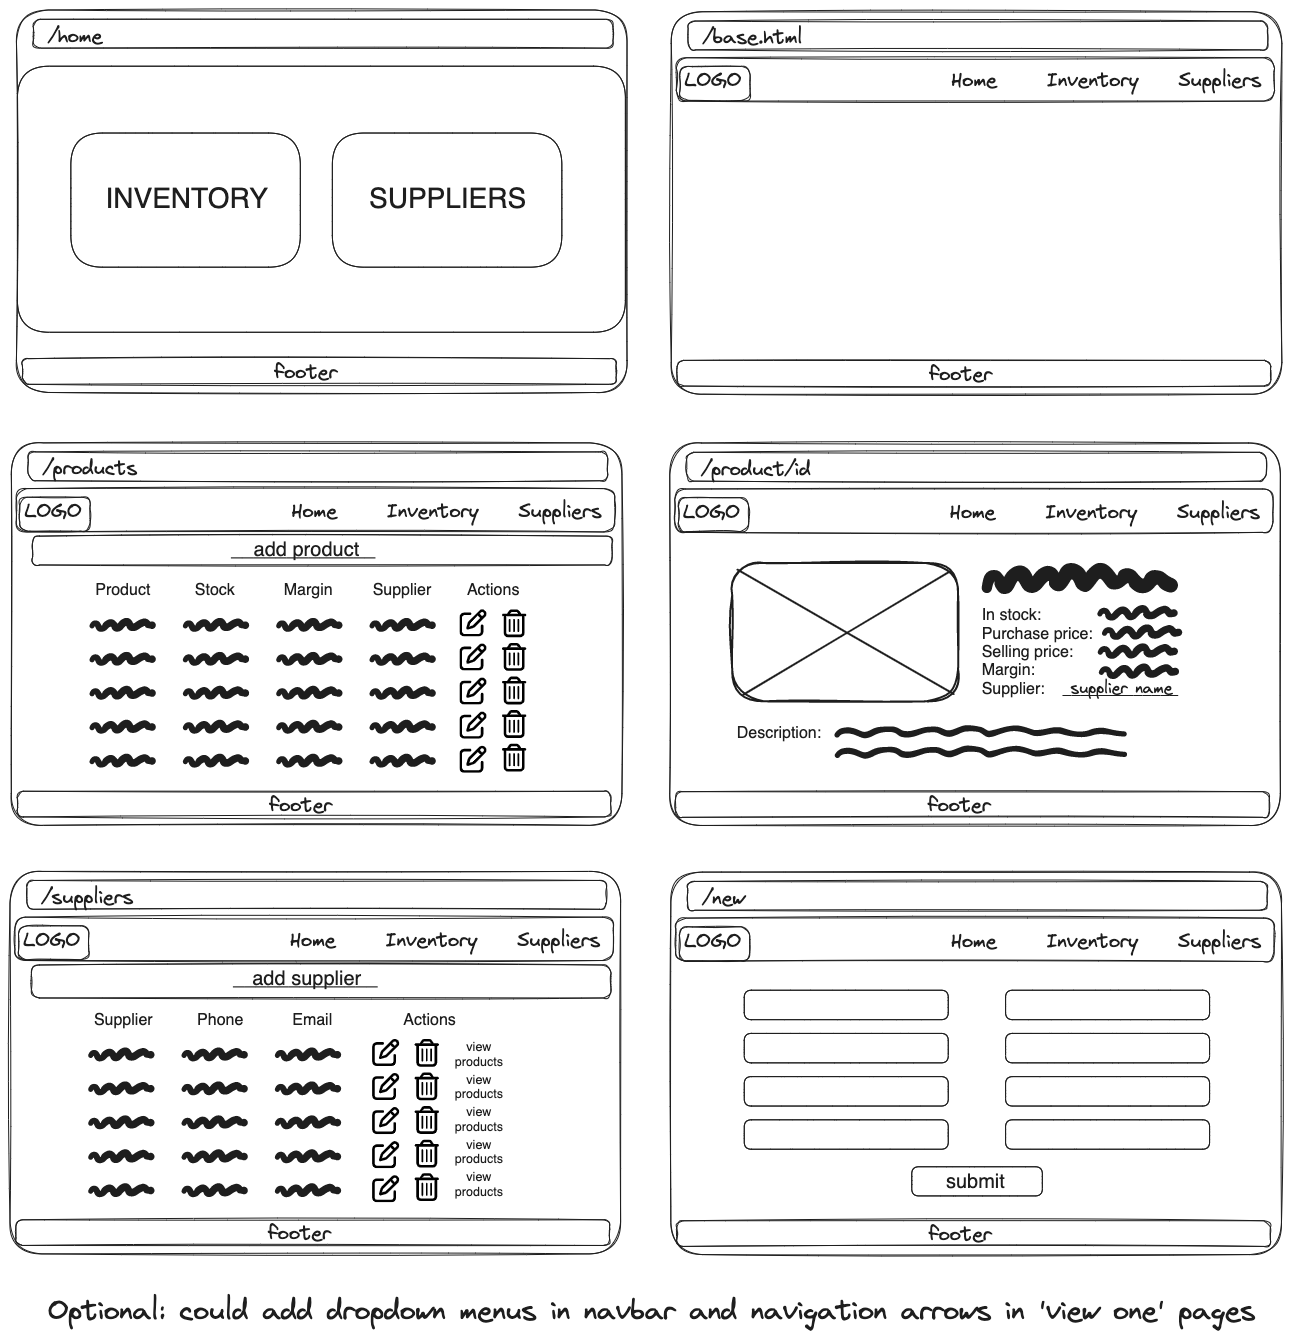 /home
INVENTORY SUPPLIERS
footer
/base.html
LOGO Home Inventory Suppliers
footer
/products
LOGO Home Inventory Suppliers
add product
Product Stock Margin Supplier Actions
footer
/product/id
LOGO Home Inventory Suppliers
In stock:
Purchase price:
Selling price:
Margin:
Supplier: supplier name
Description:
footer
/suppliers
LOGO Home Inventory Suppliers
add supplier
Supplier Phone Email Actions
view
products
view
products
view
products
view
products
view
products
footer
/new
LOGO Home Inventory Suppliers
submit
footer
Optional: could add dropdown menus in navbar and navigation arrows in 'view one' pages